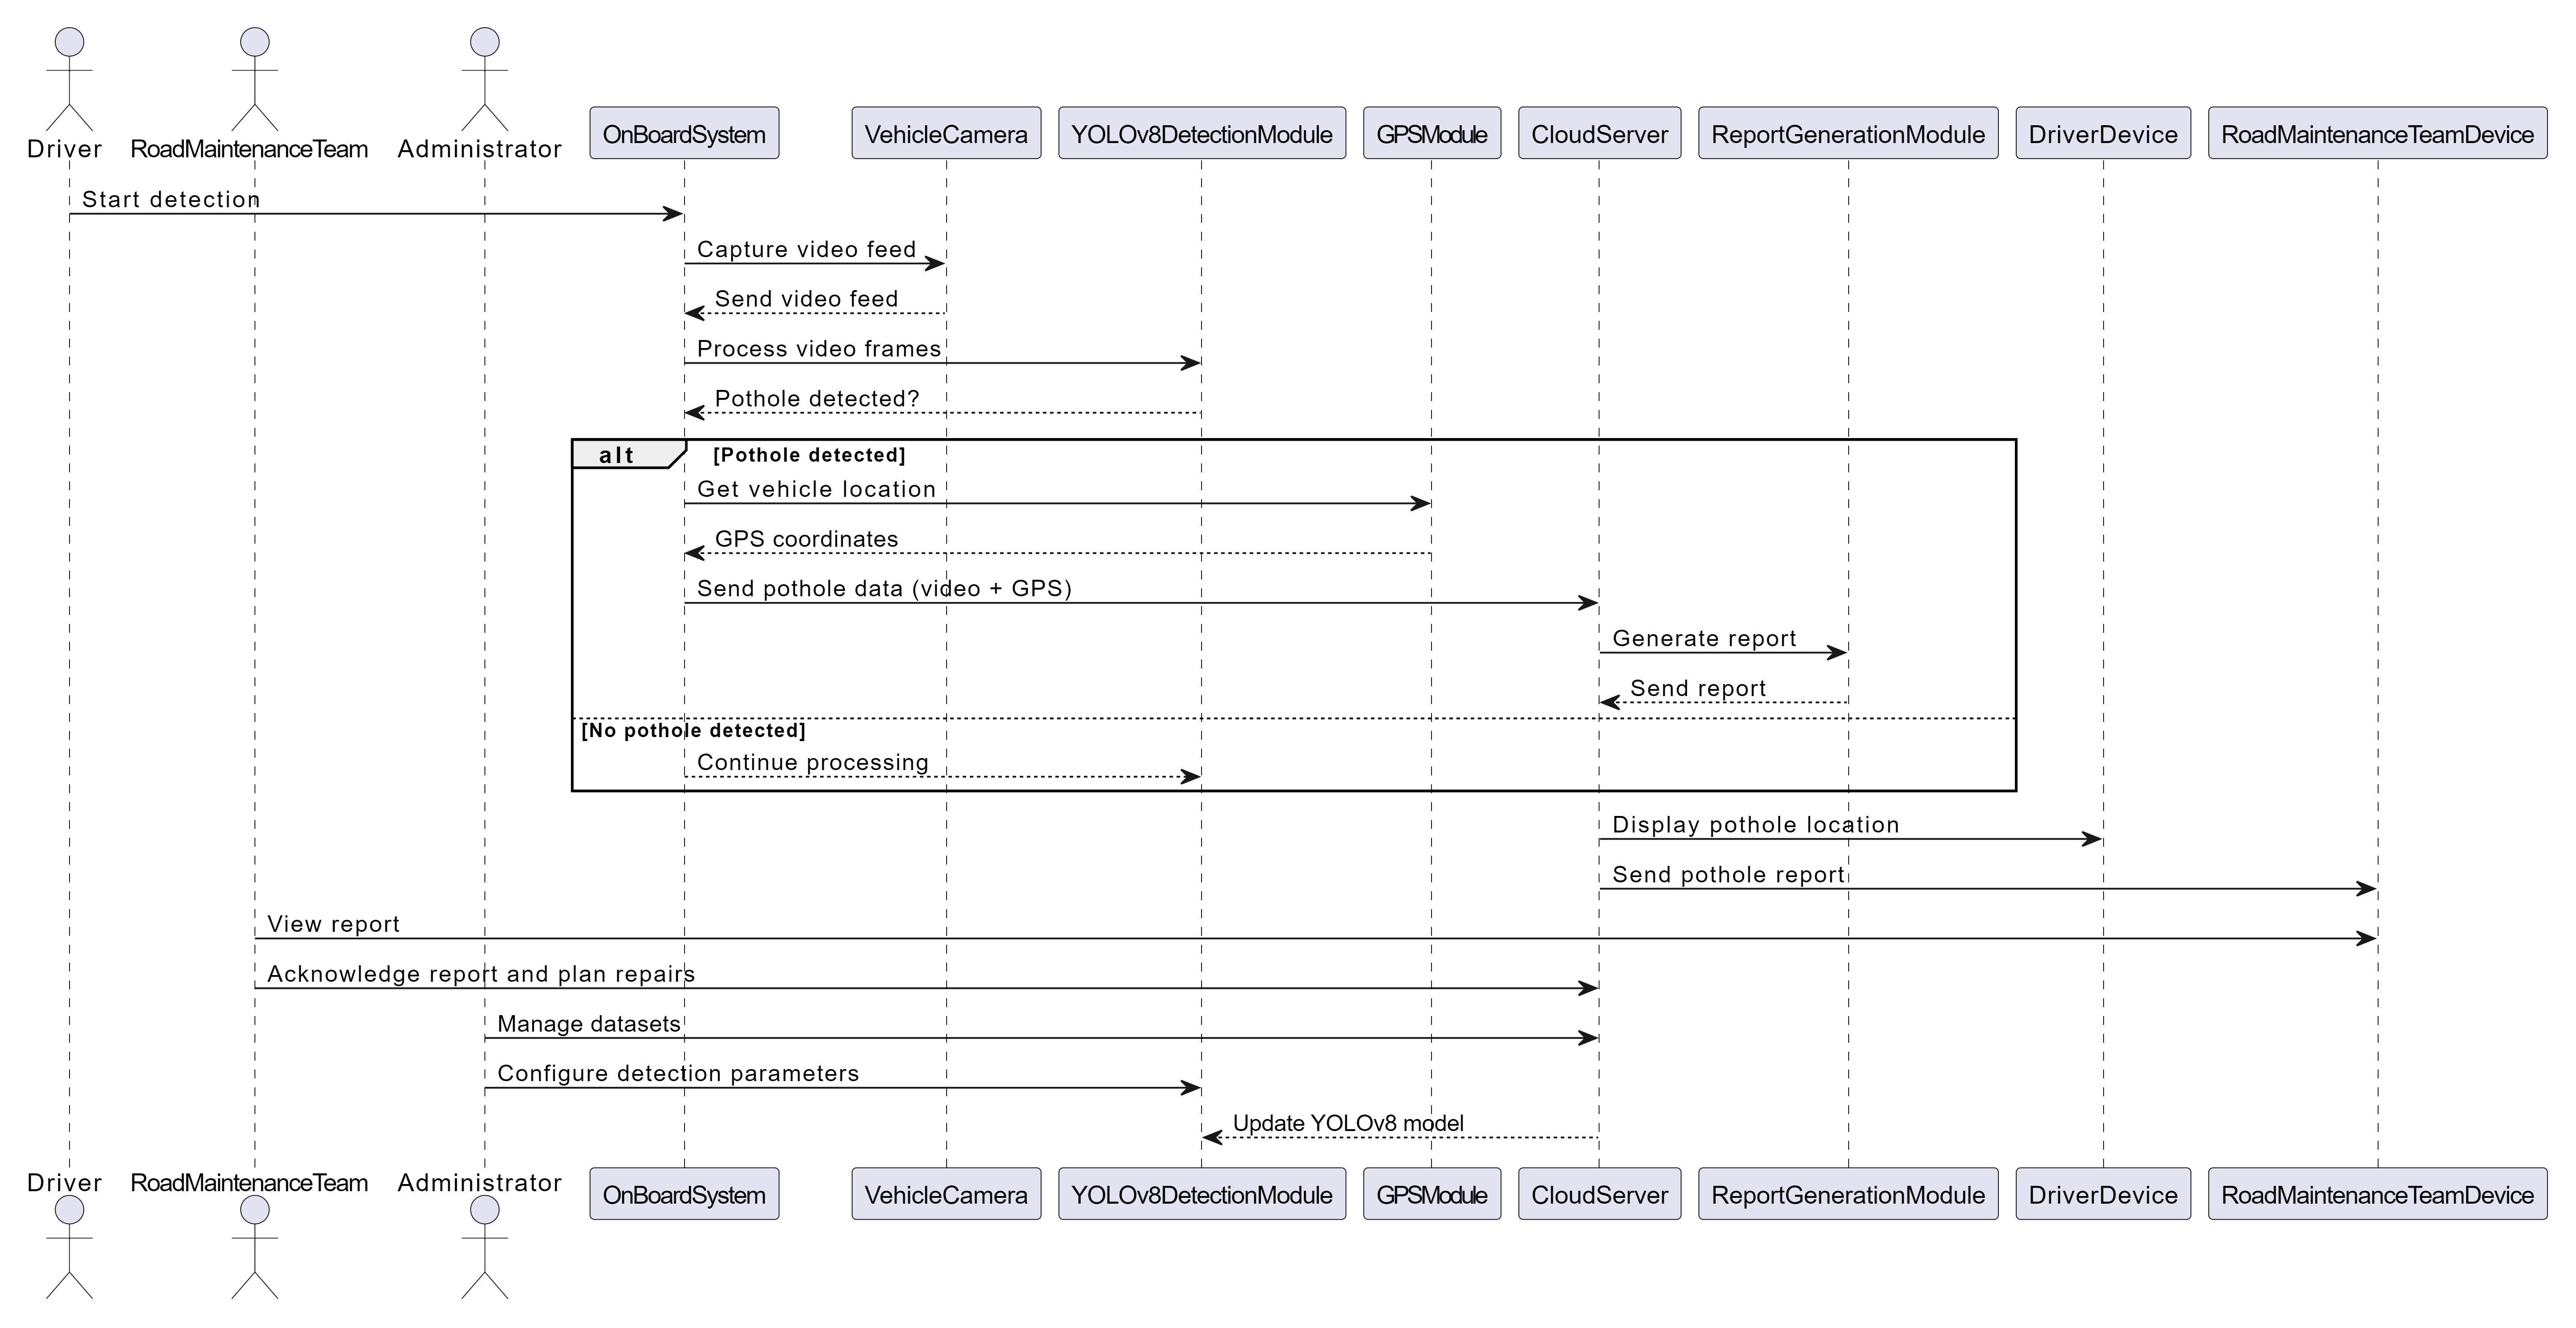 Driver
RoadMaintenanceTeam
Administrator
OnBoardSystem
VehicleCamera
YOLOv8DetectionModule
GPSModule
CloudServer
ReportGenerationModule
DriverDevice
RoadMaintenanceTeamDevice
Start detection
Capture video feed
Send video feed
Process video frames
Pothole detected?
alt
[Pothole detected]
Get vehicle location
GPS coordinates
Send pothole data (video + GPS)
Generate report
Send report
[No pothole detected]
Continue processing
Display pothole location
Send pothole report
View report
Acknowledge report and plan repairs
Manage datasets
Configure detection parameters
Update YOLOv8 model
Driver
RoadMaintenanceTeam
Administrator
OnBoardSystem
VehicleCamera
YOLOv8DetectionModule
GPSModule
CloudServer
ReportGenerationModule
DriverDevice
RoadMaintenanceTeamDevice